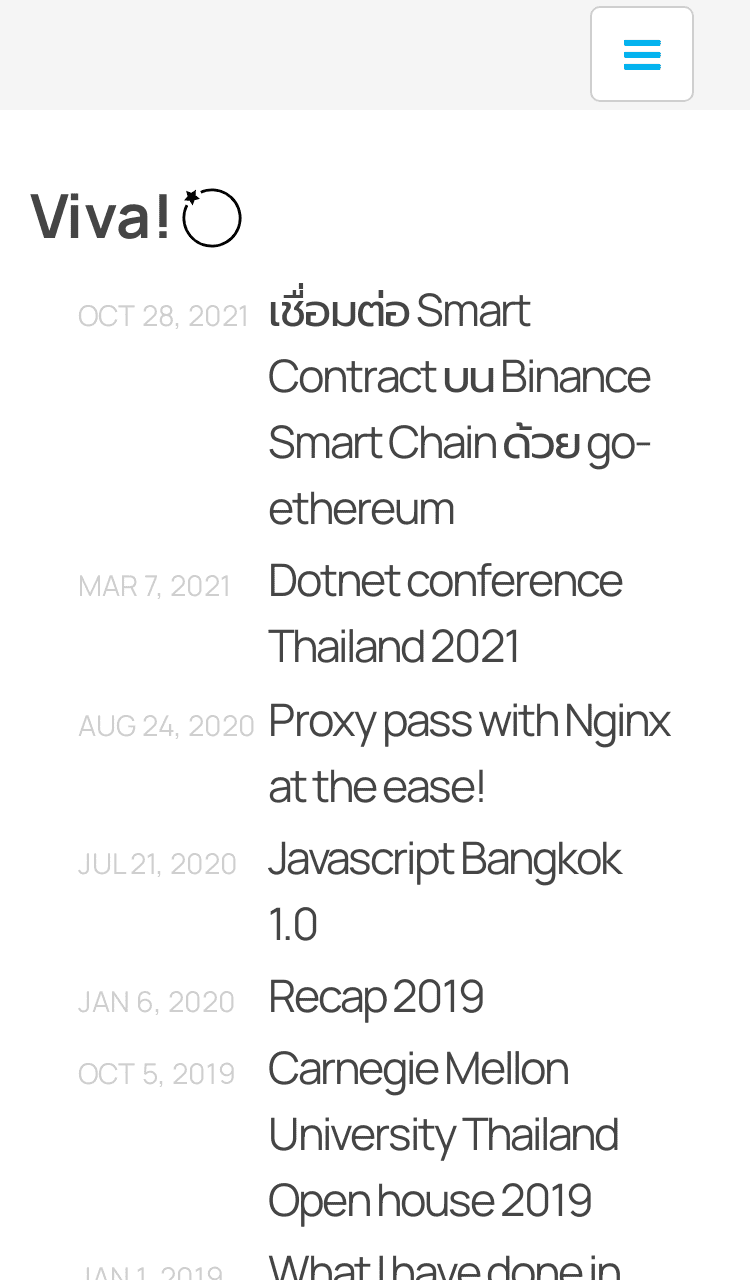 Viva!
OCT 28, 2021 เชื่อมต่อ Smart
Contract บน Binance
Smart Chain ด้วย go-
ethereum
MAR 7, 2021 Dotnet conference
Thailand 2021
AUG 24, 2020 Proxy pass with Nginx
at the ease!
JUL 21, 2020 Javascript Bangkok
1.0
JAN 6, 2020 Recap 2019
OCT 5, 2019 Carnegie Mellon
University Thailand
Open house 2019
JAN 1, 2019 What I have done in